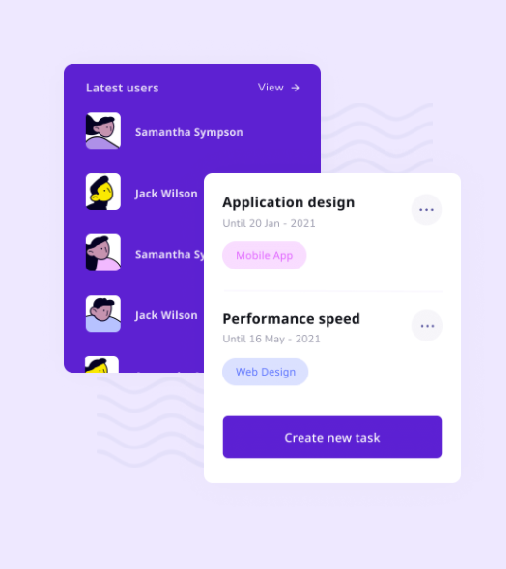 Latest users
View →
Samantha Sympson
Jack Wilson
Samantha Sy
Jack Wilson
Application design
Until 20 Jan - 2021
Mobile App
Performance speed
Until 16 May - 2021
Web Design
Create new task